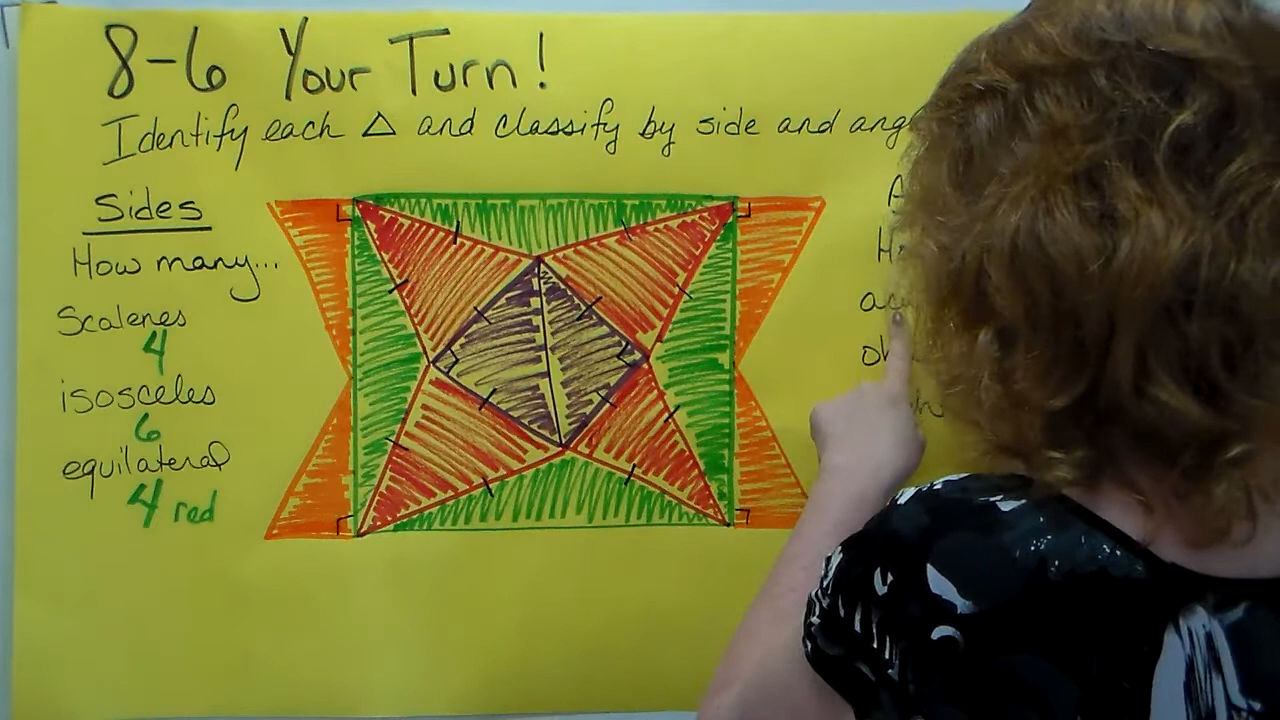 8-6 Your Turn!
Identify each △ and classify by side and
Sides
How many...
Scalenes
4
isosceles
6
equilateral
4 red